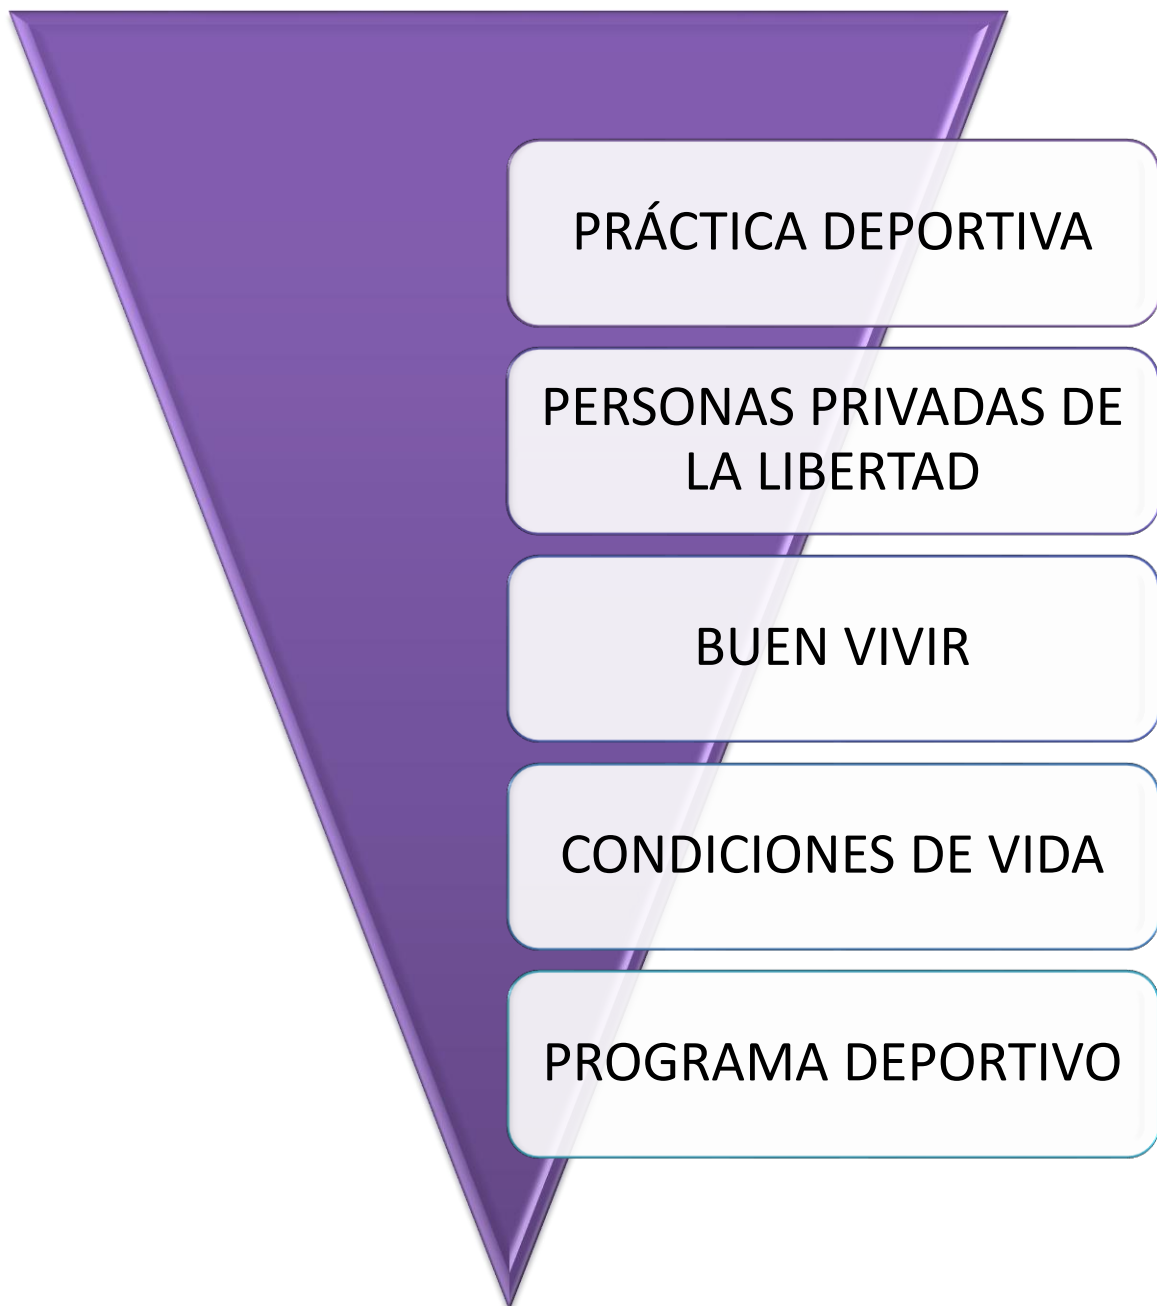 PRÁCTICA DEPORTIVA
PERSONAS PRIVADAS DE
LA LIBERTAD
BUEN VIVIR
CONDICIONES DE VIDA
PROGRAMA DEPORTIVO